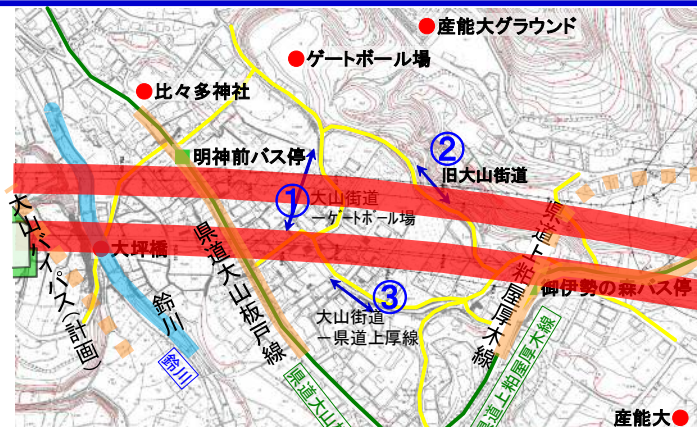 産能大グラウンド
ゲートボール場
比々多神社
明神前バス停
②
旧大山街道
①
大山街道
－ゲートボール場
大坪橋
県道大山板戸線
県道上粕屋厚木線
御伊勢の森バス停
大山バイパス(計画)
鈴川
鈴川
③
大山街道
－県道上厚線
県道大山板
県道上粕屋厚木線
産能大